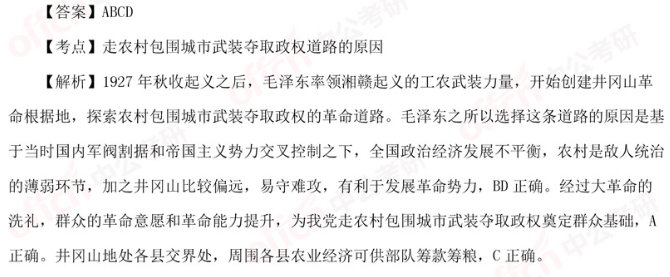 【答案】ABCD
【考点】走农村包围城市武装夺取政权道路的原因
【解析】1927 年秋收起义之后，毛泽东率领湘赣起义的工农武装力量，开始创建井冈山革
命根据地，探索农村包围城市武装夺取政权的革命道路。毛泽东之所以选择这条道路的原因是基
于当时国内军阀割据和帝国主义势力交叉控制之下，全国政治经济发展不平衡，农村是敌人统治
的薄弱环节，加之井冈山比较偏远，易守难攻，有利于发展革命势力，BD 正确。经过大革命的
洗礼，群众的革命意愿和革命能力提升，为我党走农村包围城市武装夺取政权奠定群众基础，A
正确。井冈山地处各县交界处，周围各县农业经济可供部队筹款筹粮，C 正确。